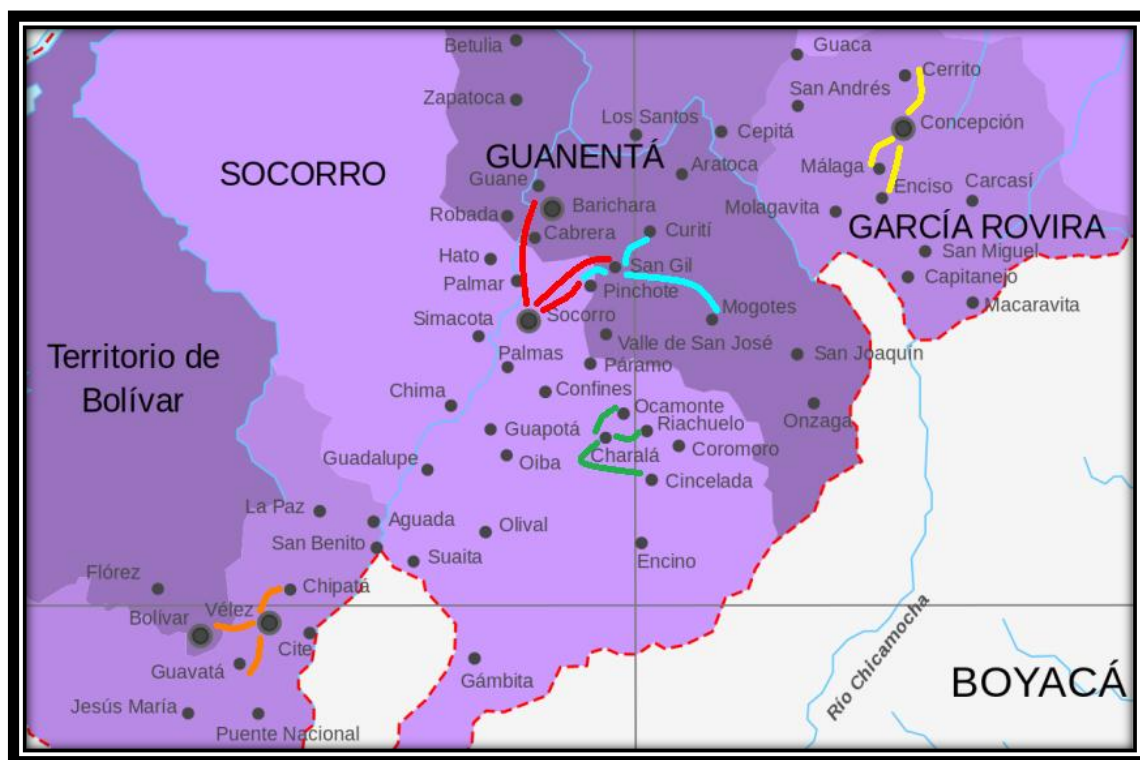 Betulia
Guaca
Cerrito
San Andrés
Zapatoca
Los Santos
Cepitá
Concepción
SOCORRO
GUANENTÁ
Aratoca
Málaga
Guane
Enciso
Carcasí
Robada
Barichara
Molagavita
Cabrera
Curití
GARCÍA ROVIRA
Hato
San Gil
San Miguel
Palmar
Pinchote
Capitanejo
Simacota
Socorro
Mogotes
Macaravita
Territorio de
Bolívar
Palmas
Valle de San José
San Joaquín
Páramo
Chima
Confines
Ocamonte
Onzaga
Guapotá
Riachuelo
Guadalupe
Oiba
Charalá
Coromoro
Cincelada
La Paz
Aguada
Olival
San Benito
Suaita
Encino
Flórez
Chipatá
Bolívar
Vélez
Cite
Guavatá
Gámbita
Río Chicamocha
BOYACÁ
Jesús María
Puente Nacional